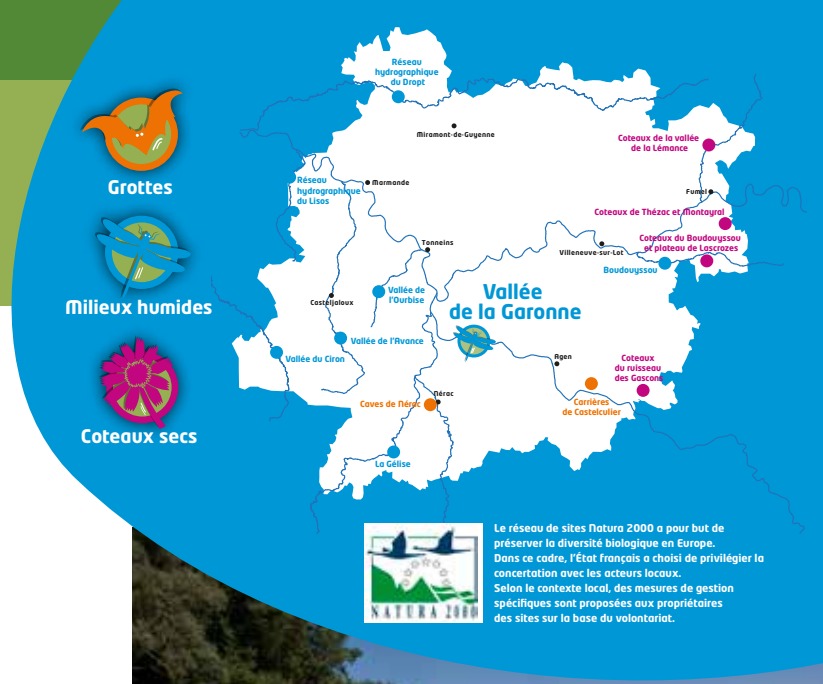 Réseau
hydrographique
du Dropt
Miramont-de-Guyenne
Coteaux de la vallée
de la Lémance
Grottes
Réseau
hydrographique
du Lisos
Marmande
Fumel
Coteaux de Thézac et Montayral
Tonneins
Villeneuve-sur-Lot
Coteaux du Boudouyssou
et plateau de Lascrozes
Boudouyssou
Milieux humides
Casteljaloux
Vallée de
l'Ourbise
Vallée
de la Garonne
Vallée de l'Avance
Vallée du Ciron
Agen
Coteaux
du ruisseau
des Gascons
Coteaux secs
Caves de Nérac
Nérac
Carrières
de Castelculier
La Gélise
NATURA 2000
Le réseau de sites Natura 2000 a pour but de
préserver la diversité biologique en Europe.
Dans ce cadre, l'État français a choisi de privilégier la
concertation avec les acteurs locaux.
Selon le contexte local, des mesures de gestion
spécifiques sont proposées aux propriétaires
des sites sur la base du volontariat.